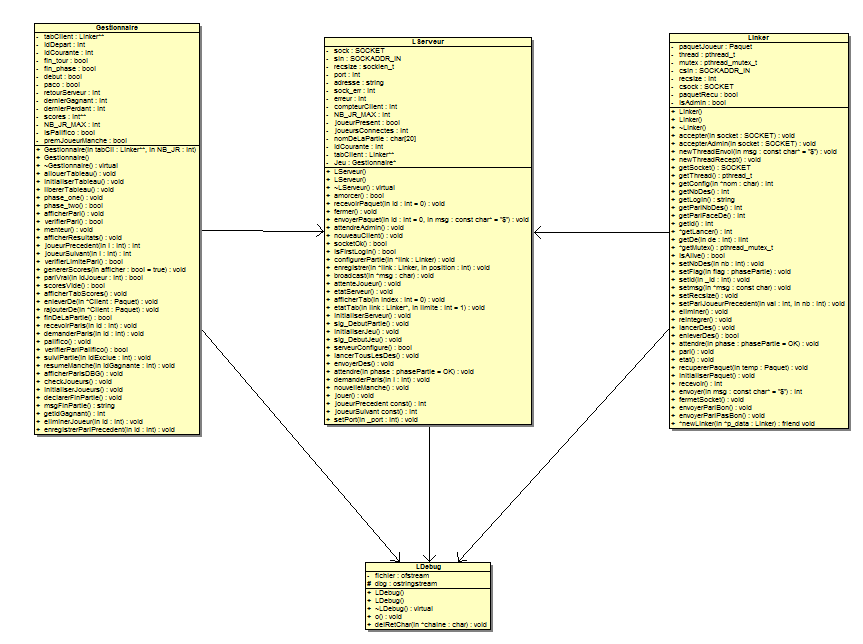 Gestionnaire
- tabClient : Linker**
- idDepart : int
- idCourante : int
- fin_tour : bool
- fin_phase : bool
- debut : bool
- paco : bool
- retourServeur : int
- dernierGagnant : int
- dernierPerdant : int
- scores : int**
- NB_JR_MAX : int
- isPalifico : bool
- premJoueurManche : bool
+ Gestionnaire(in tabCli : Linker**, in NB_JR : int)
+ Gestionnaire()
+ ~Gestionnaire() : virtual
+ allouerTableau() : void
+ initialiserTableau() : void
+ libererTableau() : void
+ phase_one() : void
+ phase_two() : void
+ afficherPari() : void
+ verifierPari() : void
+ menteur() : void
+ afficherResultats() : void
+ joueurPrecedent(in i : int) : int
+ joueurSuivant(in i : int) : int
+ verifierLimitePari() : bool
+ genererScores(in afficher : bool = true) : void
+ pariVrai(in idJoueur : int) : bool
+ scoresVide() : bool
+ afficherTabScores() : void
+ enleverDe(in *Client : Paquet) : void
+ rajouterDe(in *Client : Paquet) : void
+ finDeLaPartie() : bool
+ recevoirParis(in id : int) : void
+ demanderParis(in id : int) : void
+ palifico() : void
+ verifierPariPalifico() : bool
+ suiviPartie(in idExclue : int) : void
+ resumeManche(in idGagnante : int) : void
+ afficherParisDBG() : void
+ checkJoueurs() : void
+ initialiserJoueurs() : void
+ declarerFinPartie() : void
+ msgFinPartie() : string
+ getidGagnant() : int
+ eliminerJoueur(in id : int) : void
+ enregistrerPariPrecedent(in id : int) : void
LServeur
- sock : SOCKET
- sin : SOCKADDR_IN
- recsize : socklen_t
- port : int
- adresse : string
- sock_err : int
- erreur : int
- compteurClient : int
- NB_JR_MAX : int
- joueurPresent : bool
- joueursConnectes : int
- nomDeLaPartie : char[20]
- idCourante : int
- tabClient : Linker**
- Jeu : Gestionnaire*
+ LServeur()
+ LServeur()
+ ~LServeur() : virtual
+ amorcer() : bool
+ recevoirPaquet(in id : int = 0) : void
+ fermer() : void
+ envoyerPaquet(in id : int = 0, in msg : const char* = "$") : void
+ attendreAdmin() : void
+ nouveauClient() : void
+ socketOk() : bool
+ isFirstLogin() : bool
+ configurerPartie(in *link : Linker) : void
+ enregistrer(in *link : Linker, in position : int) : void
+ broadcast(in *msg : char) : void
+ attenteJoueur() : void
+ etatServeur() : void
+ afficherTab(in index : int = 0) : void
+ etatTab(in link : Linker*, in limite : int = 1) : void
+ initialiserServeur() : void
+ sig_DebutPartie() : void
+ initialiserJeu() : void
+ sig_DebutJeu() : void
+ serveurConfigure() : bool
+ lancerTousLesDes() : void
+ envoyerDes() : void
+ attendre(in phase : phasePartie = OK) : void
+ demanderParis(in i : int) : void
+ nouvelleManche() : void
+ jouer() : void
+ joueurPrecedent const() : int
+ joueurSuivant const() : int
+ setPort(in _port : int) : void
Linker
- paquetJoueur : Paquet
- thread : pthread_t
- mutex : pthread_mutex_t
- csin : SOCKADDR_IN
- recsize : int
- csock : SOCKET
- paquetRecu : bool
- isAdmin : bool
+ Linker()
+ Linker()
+ ~Linker()
+ accepter(in socket : SOCKET) : void
+ accepterAdmin(in socket : SOCKET) : void
+ newThreadEnvoi(in msg : const char* = "$") : void
+ newThreadRecept() : void
+ getSocket() : SOCKET
+ getThread() : pthread_t
+ getConfig(in *nom : char) : int
+ getNbDes() : int
+ getLogin() : string
+ getPariNbDes() : int
+ getPariFaceDe() : int
+ getId() : int
+ *getLancer() : int
+ getDe(in de : int) : int
+ *getMutex() : pthread_mutex_t
+ isAlive() : bool
+ setNbDes(in nb : int) : void
+ setFlag(in flag : phasePartie) : void
+ setId(in _id : int) : void
+ setmsg(in *msg : const char) : void
+ setRecsize() : void
+ setPariJoueurPrecedent(in val : int, in nb : int) : void
+ eliminer() : void
+ reintegrer() : void
+ lancerDes() : void
+ enleverDes() : bool
+ attendre(in phase : phasePartie = OK) : void
+ pari() : void
+ etat() : void
+ recupererPaquet(in temp : Paquet) : void
+ initialiserPaquet() : void
+ recevoir() : int
+ envoyer(in msg : const char* = "$") : int
+ fermetSocket() : void
+ envoyerPariBon() : void
+ envoyerPariPasBon() : void
+ *newLinker(in *p_data : Linker) : friend void
LDebug
- fichier : ofstream
# dbg : ostringstream
+ LDebug()
+ LDebug()
+ ~LDebug() : virtual
+ o() : void
+ delRetChar(in *chaine : char) : void